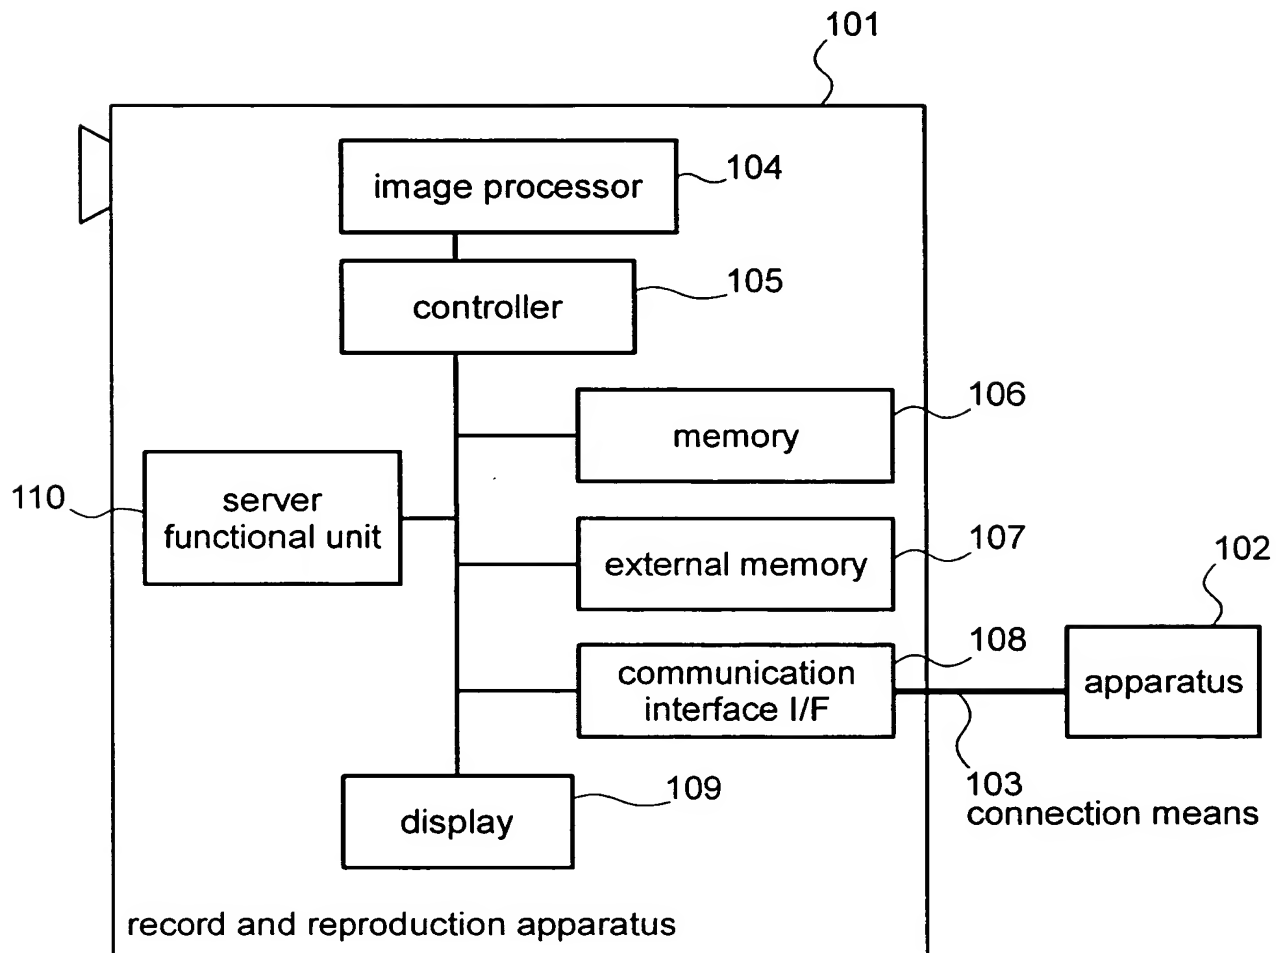 101
image processor
104
controller
105
memory
106
server
functional unit
110
external memory
107
communication
interface I/F
108
apparatus
102
103
connection means
display
109
record and reproduction apparatus